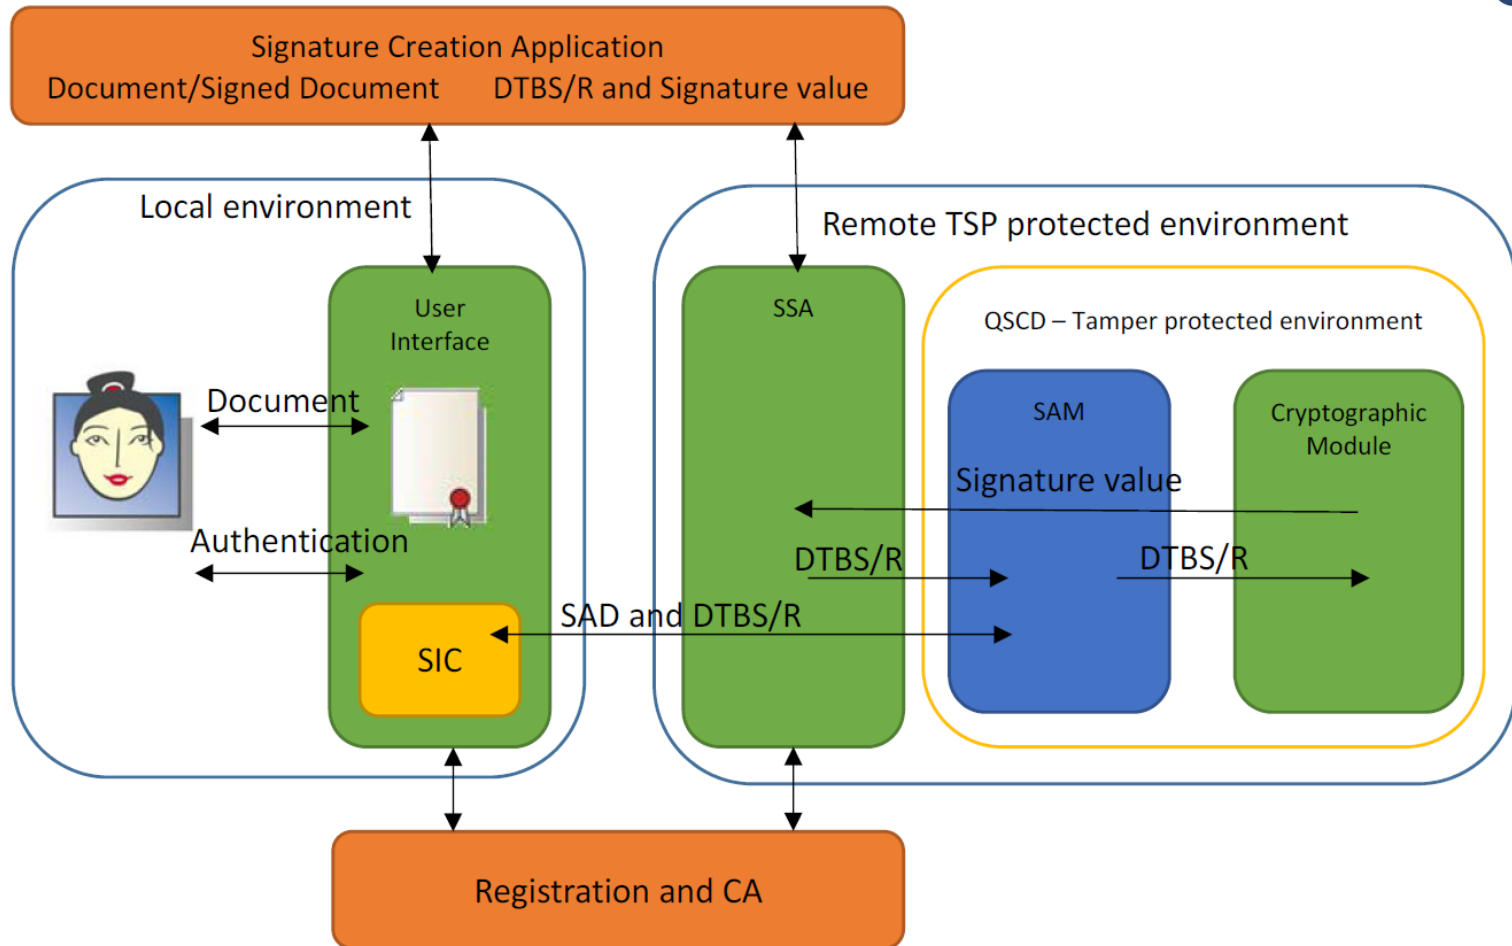 Signature Creation Application
Document/Signed Document DTBS/R and Signature value
Local environment
Remote TSP protected environment
User
Interface
SSA
QSCD – Tamper protected environment
SAM
Cryptographic
Module
Document
Signature value
Authentication
DTBS/R
DTBS/R
SAD and DTBS/R
SIC
Registration and CA